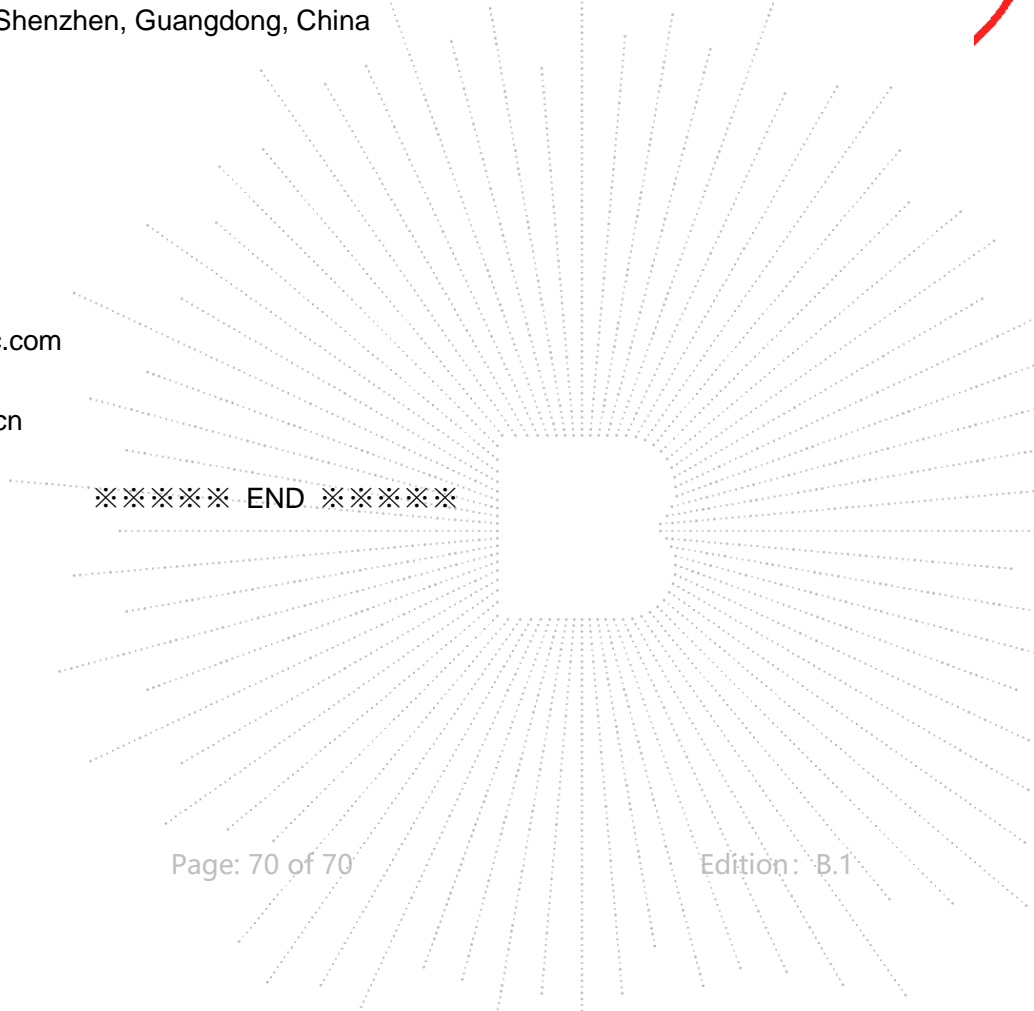 Shenzhen, Guangdong, China
.com
cn
※※※※※ END ※※※※※
Page: 70 of 70 Edition: B.1